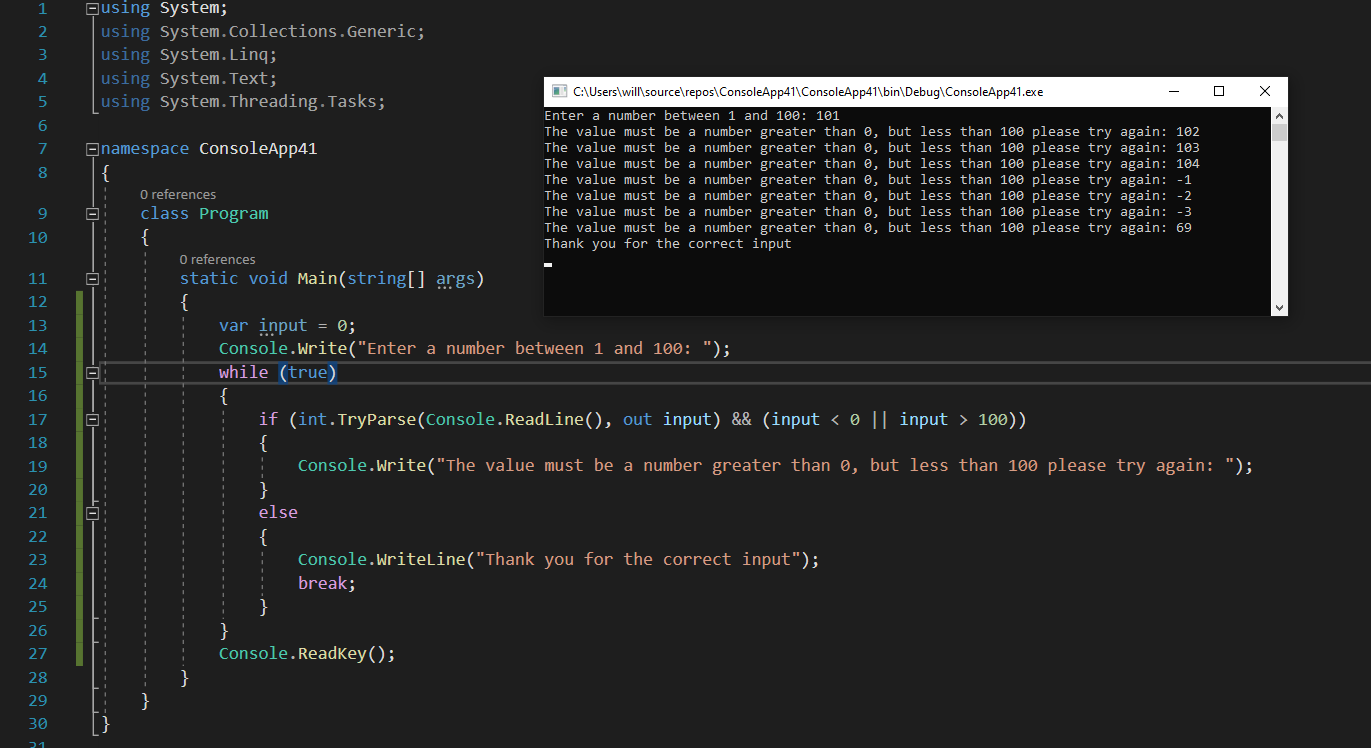 1 using System;
2 using System.Collections.Generic;
3 using System.Linq;
4 using System.Text;
5 using System.Threading.Tasks;
6
7 namespace ConsoleApp41
8 {
0 references
9 class Program
10 {
0 references
11 static void Main(string[] args)
12 {
13 var input = 0;
14 Console.Write("Enter a number between 1 and 100: ");
15 while (true)
16 {
17 if (int.TryParse(Console.ReadLine(), out input) && (input < 0 || input > 100))
18 {
19 Console.Write("The value must be a number greater than 0, but less than 100 please try again: ");
20 }
21 else
22 {
23 Console.WriteLine("Thank you for the correct input");
24 break;
25 }
26 }
27 Console.ReadKey();
28 }
29 }
30 }
31
C:\Users\will\source\repos\ConsoleApp41\ConsoleApp41\bin\Debug\ConsoleApp41.exe
Enter a number between 1 and 100: 101
The value must be a number greater than 0, but less than 100 please try again: 102
The value must be a number greater than 0, but less than 100 please try again: 103
The value must be a number greater than 0, but less than 100 please try again: 104
The value must be a number greater than 0, but less than 100 please try again: -1
The value must be a number greater than 0, but less than 100 please try again: -2
The value must be a number greater than 0, but less than 100 please try again: -3
The value must be a number greater than 0, but less than 100 please try again: 69
Thank you for the correct input